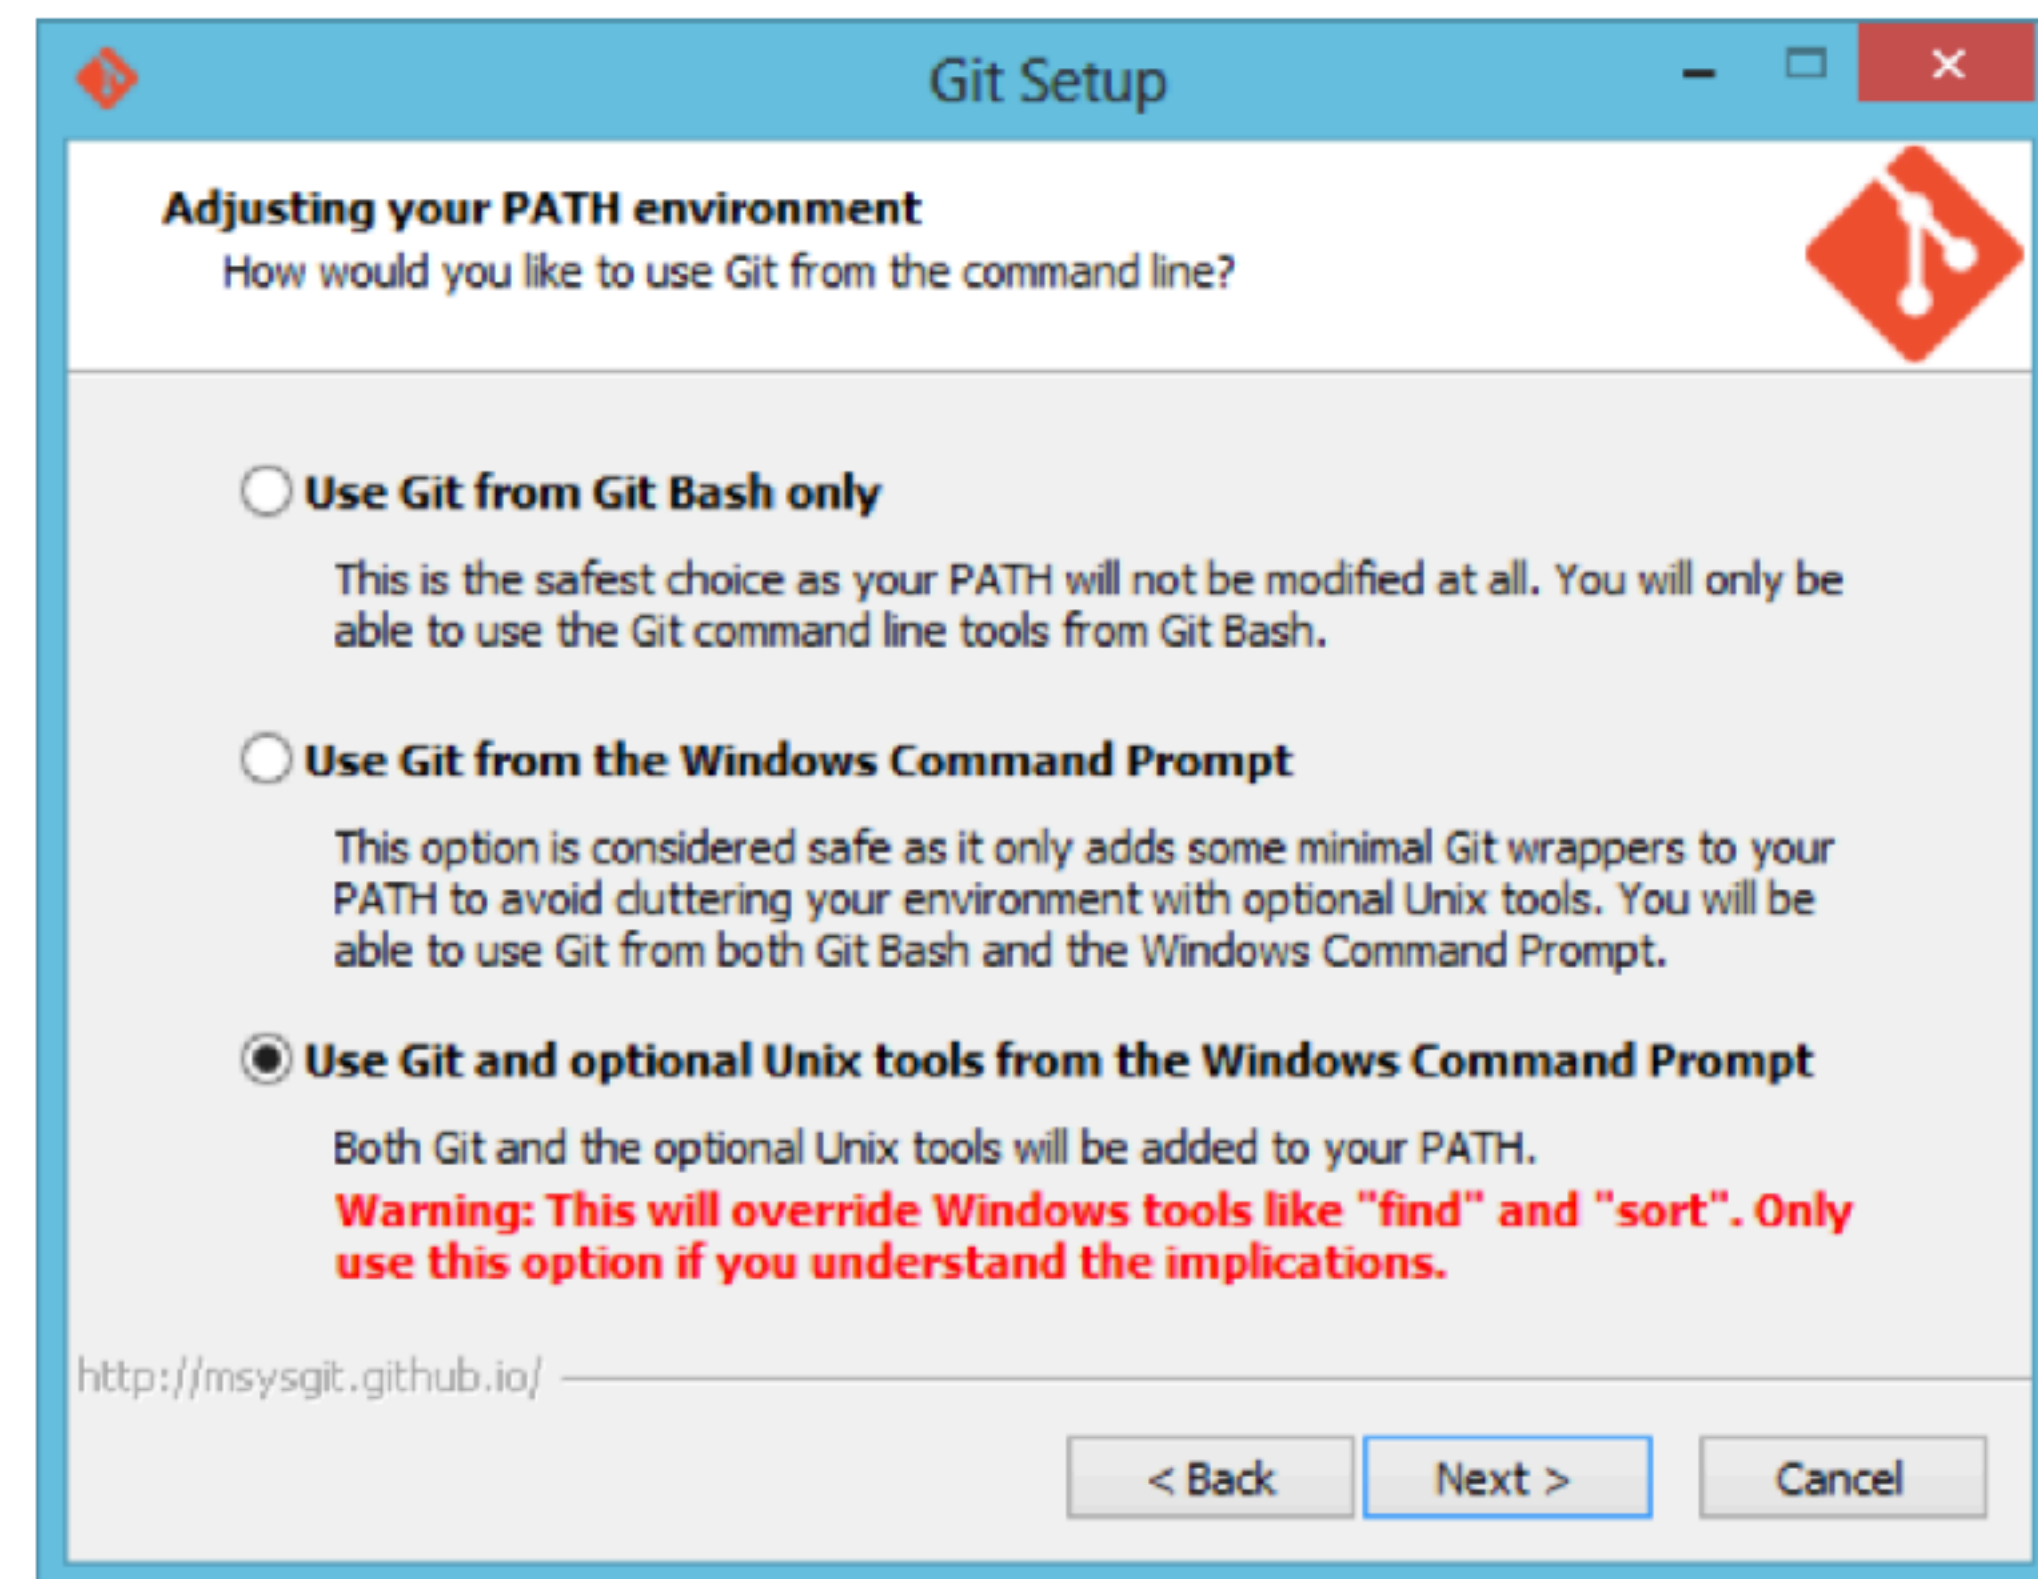 Git Setup
Adjusting your PATH environment
How would you like to use Git from the command line?
Use Git from Git Bash only
This is the safest choice as your PATH will not be modified at all. You will only be
able to use the Git command line tools from Git Bash.
Use Git from the Windows Command Prompt
This option is considered safe as it only adds some minimal Git wrappers to your
PATH to avoid cluttering your environment with optional Unix tools. You will be
able to use Git from both Git Bash and the Windows Command Prompt.
Use Git and optional Unix tools from the Windows Command Prompt
Both Git and the optional Unix tools will be added to your PATH.
Warning: This will override Windows tools like "find" and "sort". Only
use this option if you understand the implications.
http://msysgit.github.io/
< Back Next > Cancel